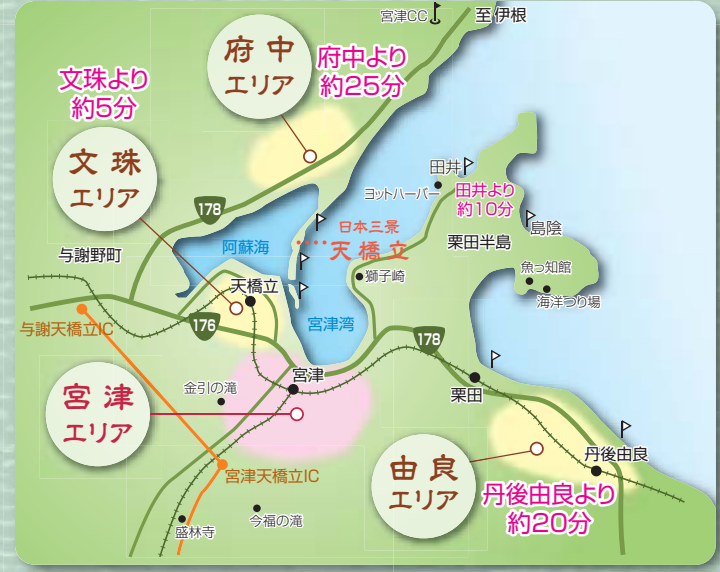 宮津CC
至伊根
府中
エリア
府中より
約25分
文珠より
約5分
文珠
エリア
田井
ヨットハーバー
田井より
約10分
178
島陰
日本三景
天橋立
栗田半島
阿蘇海
与謝野町
魚っ知館
獅子崎
天橋立
海洋つり場
宮津湾
176
与謝天橋立IC
178
宮津
栗田
金引の滝
宮津
エリア
由良
エリア
丹後由良
宮津天橋立IC
丹後由良より
約20分
今福の滝
盛林寺